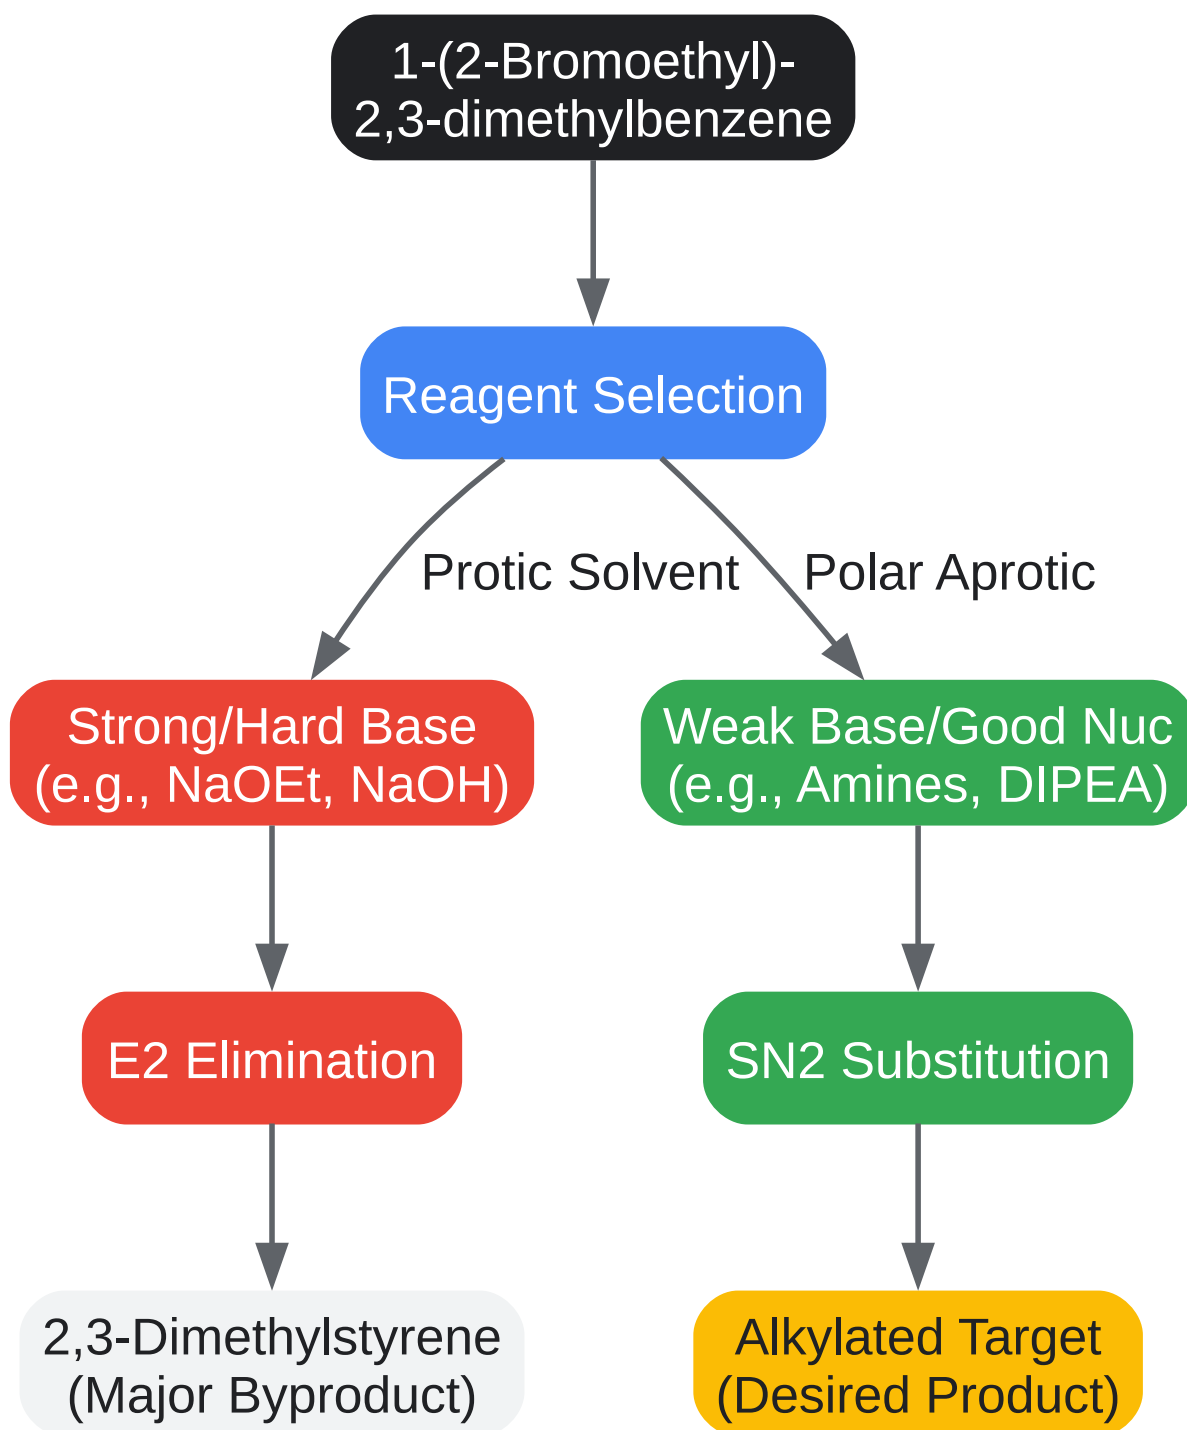 1-(2-Bromoethyl)-
2,3-dimethylbenzene
Reagent Selection
Protic Solvent
Polar Aprotic
Strong/Hard Base
(e.g., NaOEt, NaOH)
Weak Base/Good Nuc
(e.g., Amines, DIPEA)
E2 Elimination
SN2 Substitution
2,3-Dimethylstyrene
(Major Byproduct)
Alkylated Target
(Desired Product)